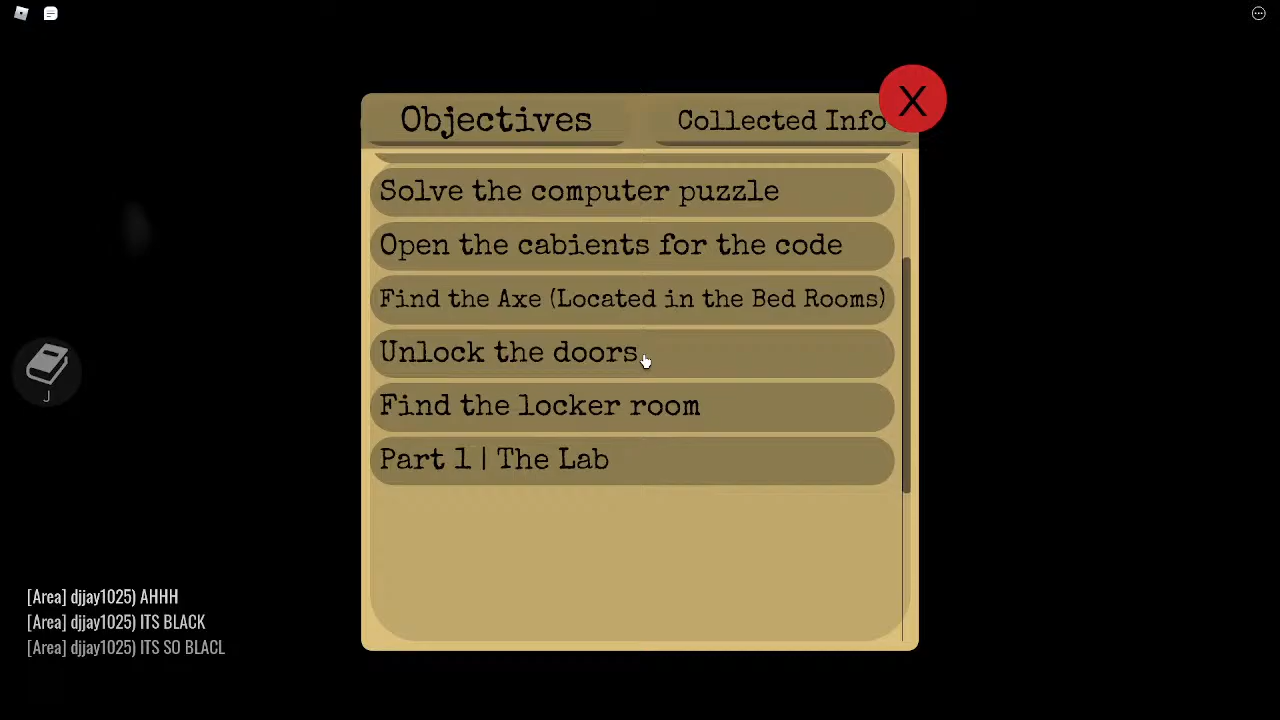 Objectives
Collected Info
X
Solve the computer puzzle
Open the cabients for the code
Find the Axe (Located in the Bed Rooms)
Unlock the doors
Find the locker room
Part 1 | The Lab
J
[Area] djjay1025) AHHH
[Area] djjay1025) ITS BLACK
[Area] djjay1025) ITS SO BLACL